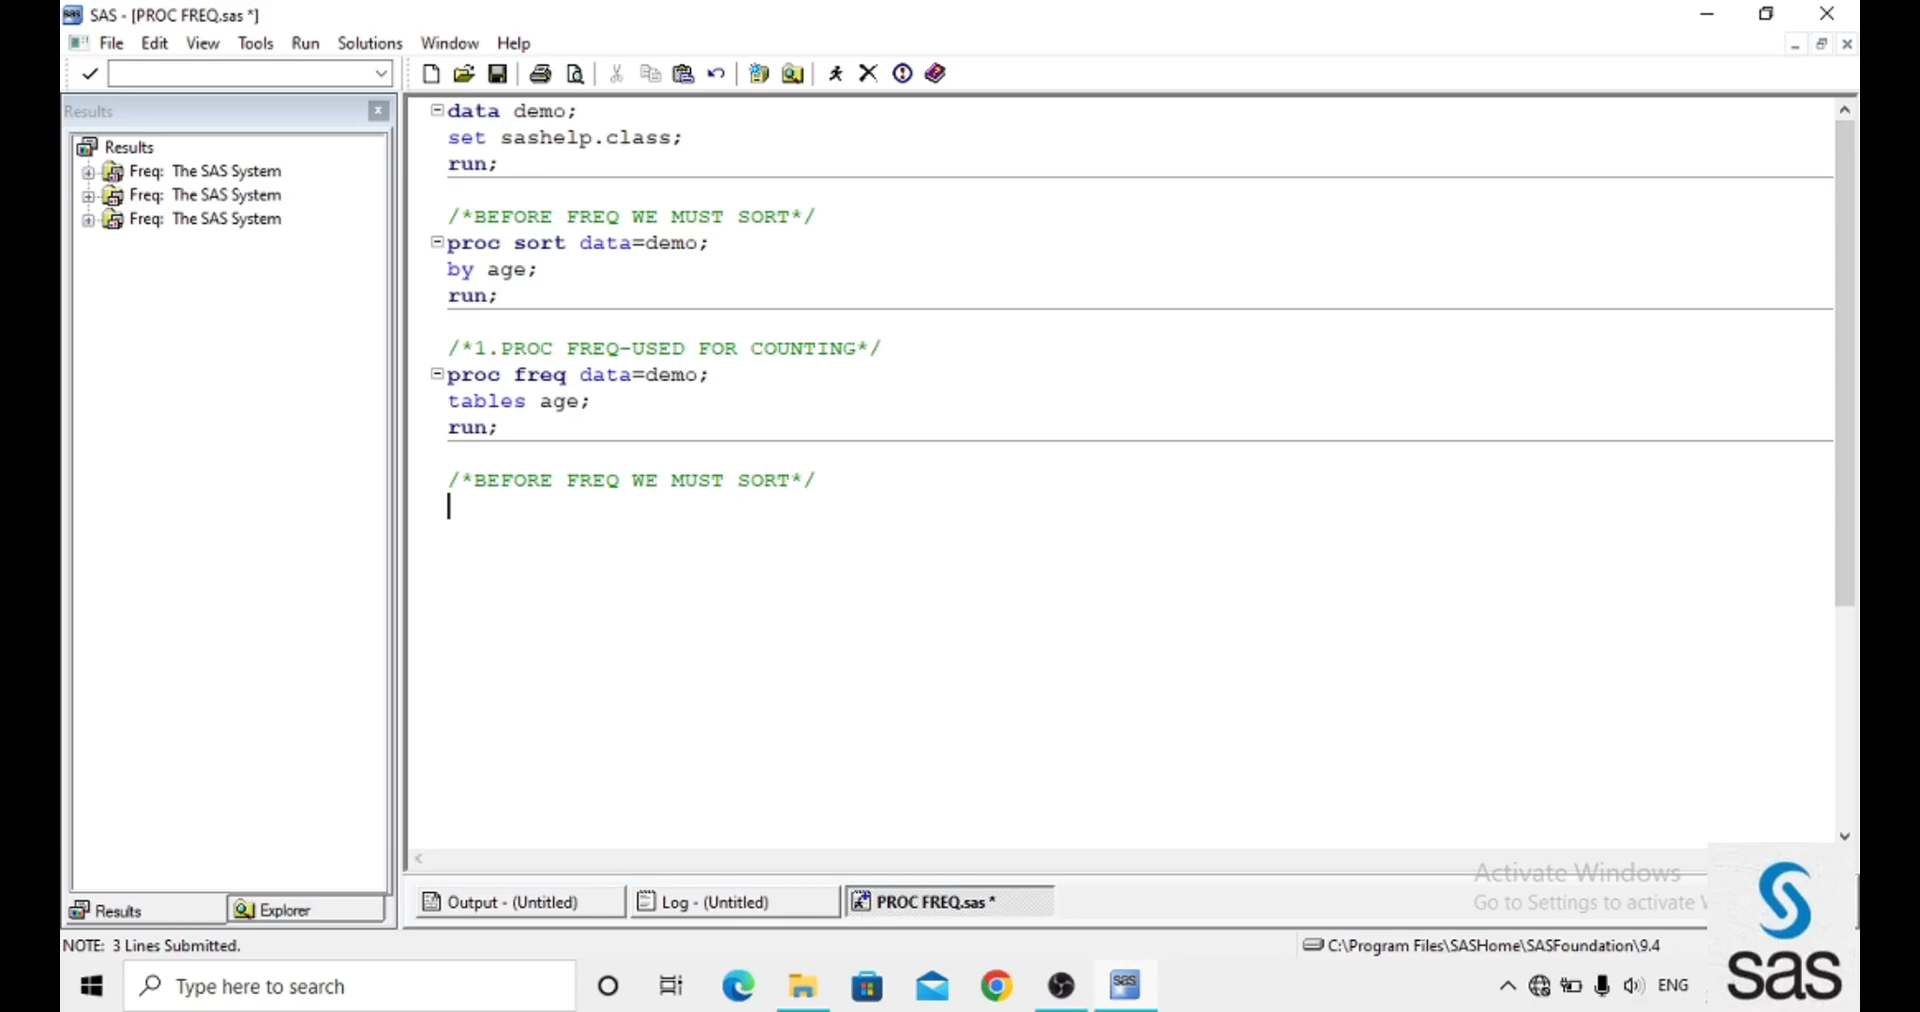 SAS - [PROC FREQ.sas *]
File Edit View Tools Run Solutions Window Help
Results
Results
Freq: The SAS System
Freq: The SAS System
Freq: The SAS System
data demo;
set sashelp.class;
run;
/*BEFORE FREQ WE MUST SORT*/
proc sort data=demo;
by age;
run;
/*1.PROC FREQ-USED FOR COUNTING*/
proc freq data=demo;
tables age;
run;
/*BEFORE FREQ WE MUST SORT*/
Activate Windows
Go to Settings to activate
Results Explorer
Output - (Untitled) Log - (Untitled) PROC FREQ.sas *
NOTE: 3 Lines Submitted.
C:\Program Files\SASHome\SASFoundation\9.4
Type here to search
sas
ENG
sas